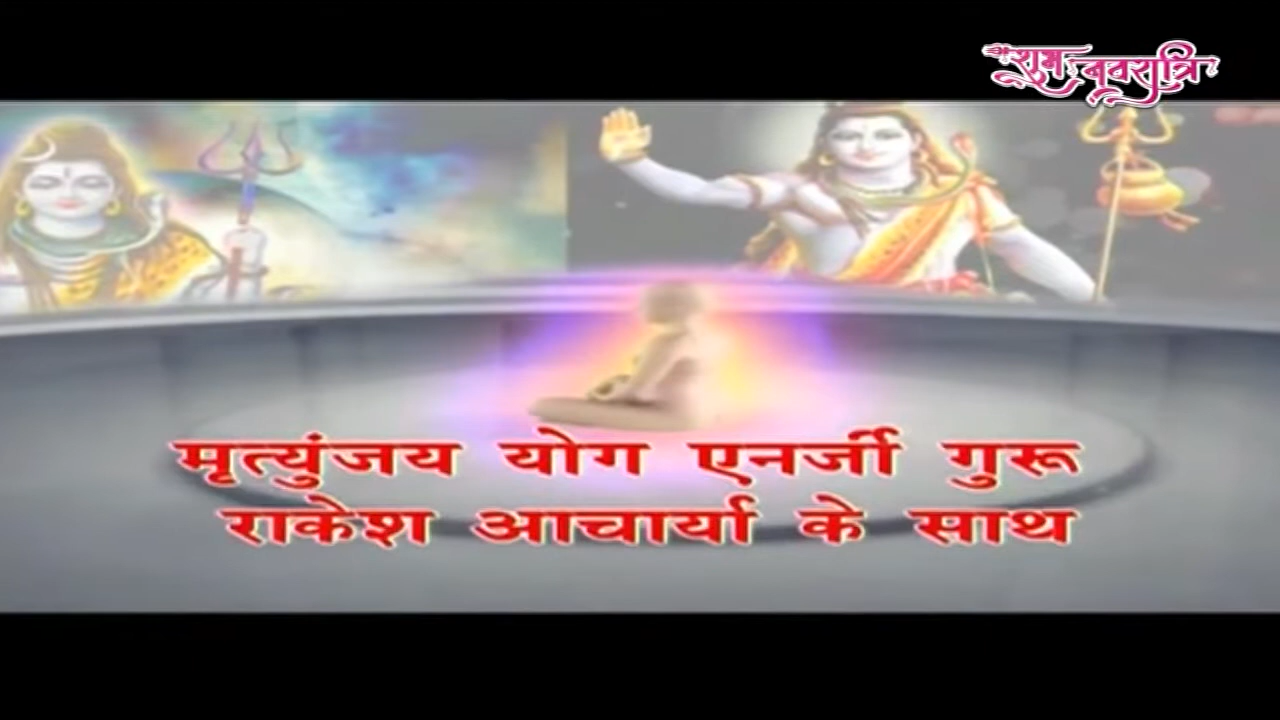 शुभ नवरात्रि
मृत्युंजय योग एनर्जी गुरू
राकेश आचार्या के साथ